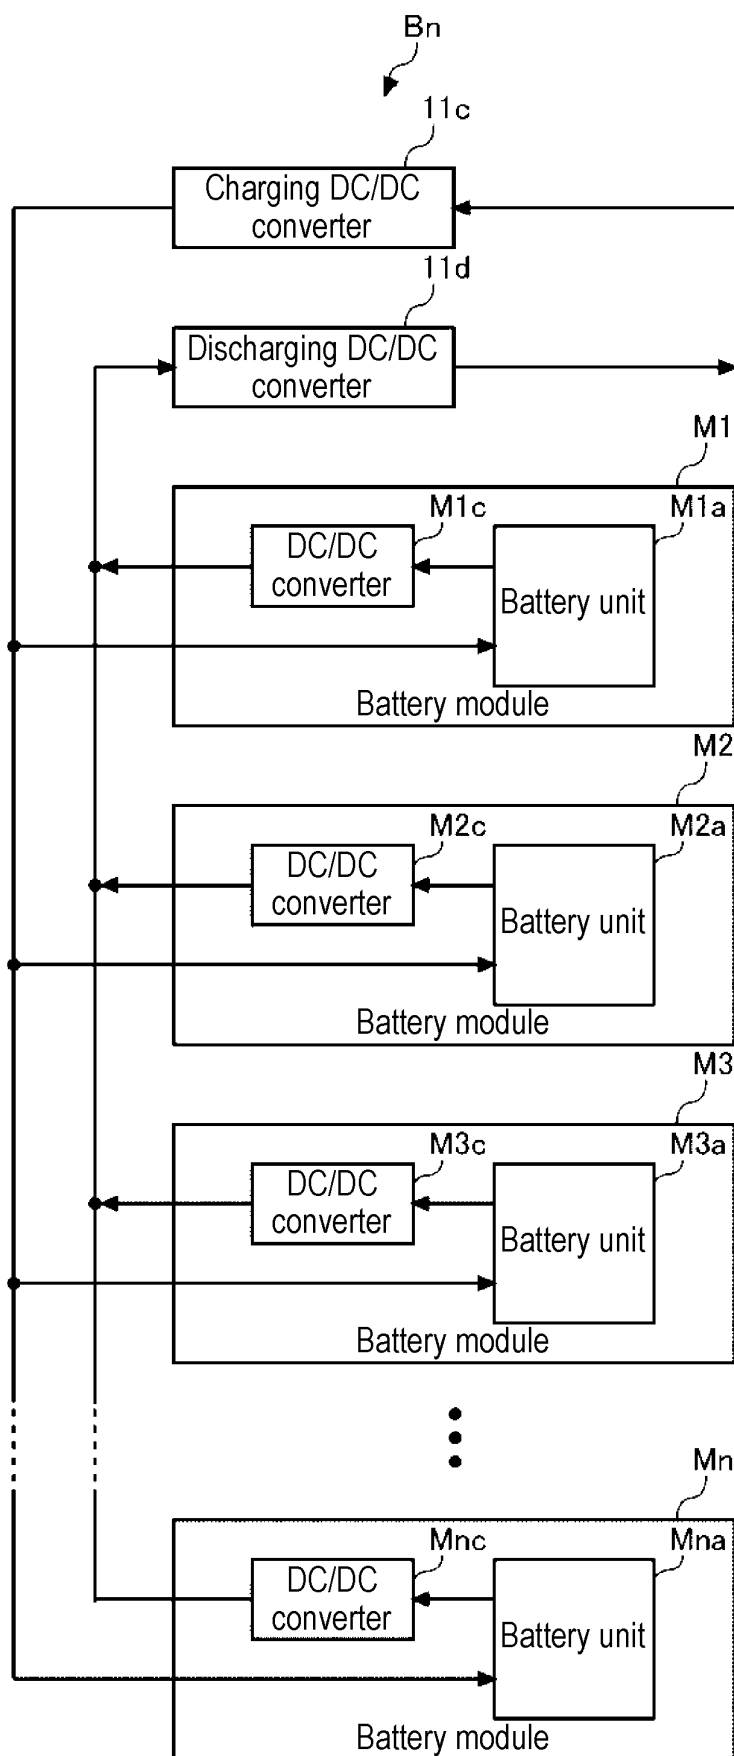 Bn
11c
Charging DC/DC
converter
11d
Discharging DC/DC
converter
M1
M1c
M1a
DC/DC
converter
Battery unit
Battery module
M2
M2c
M2a
DC/DC
converter
Battery unit
Battery module
M3
M3c
M3a
DC/DC
converter
Battery unit
Battery module
Mn
Mnc
Mna
DC/DC
converter
Battery unit
Battery module